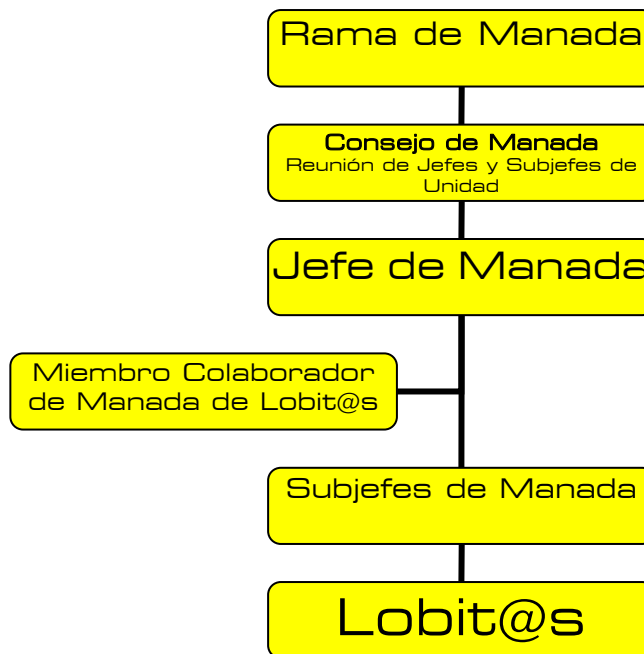 Rama de Manada
Consejo de Manada
Reunión de Jefes y Subjefes de
Unidad
Jefe de Manada
Miembro Colaborador
de Manada de Lobit@s
Subjefes de Manada
Lobit@s